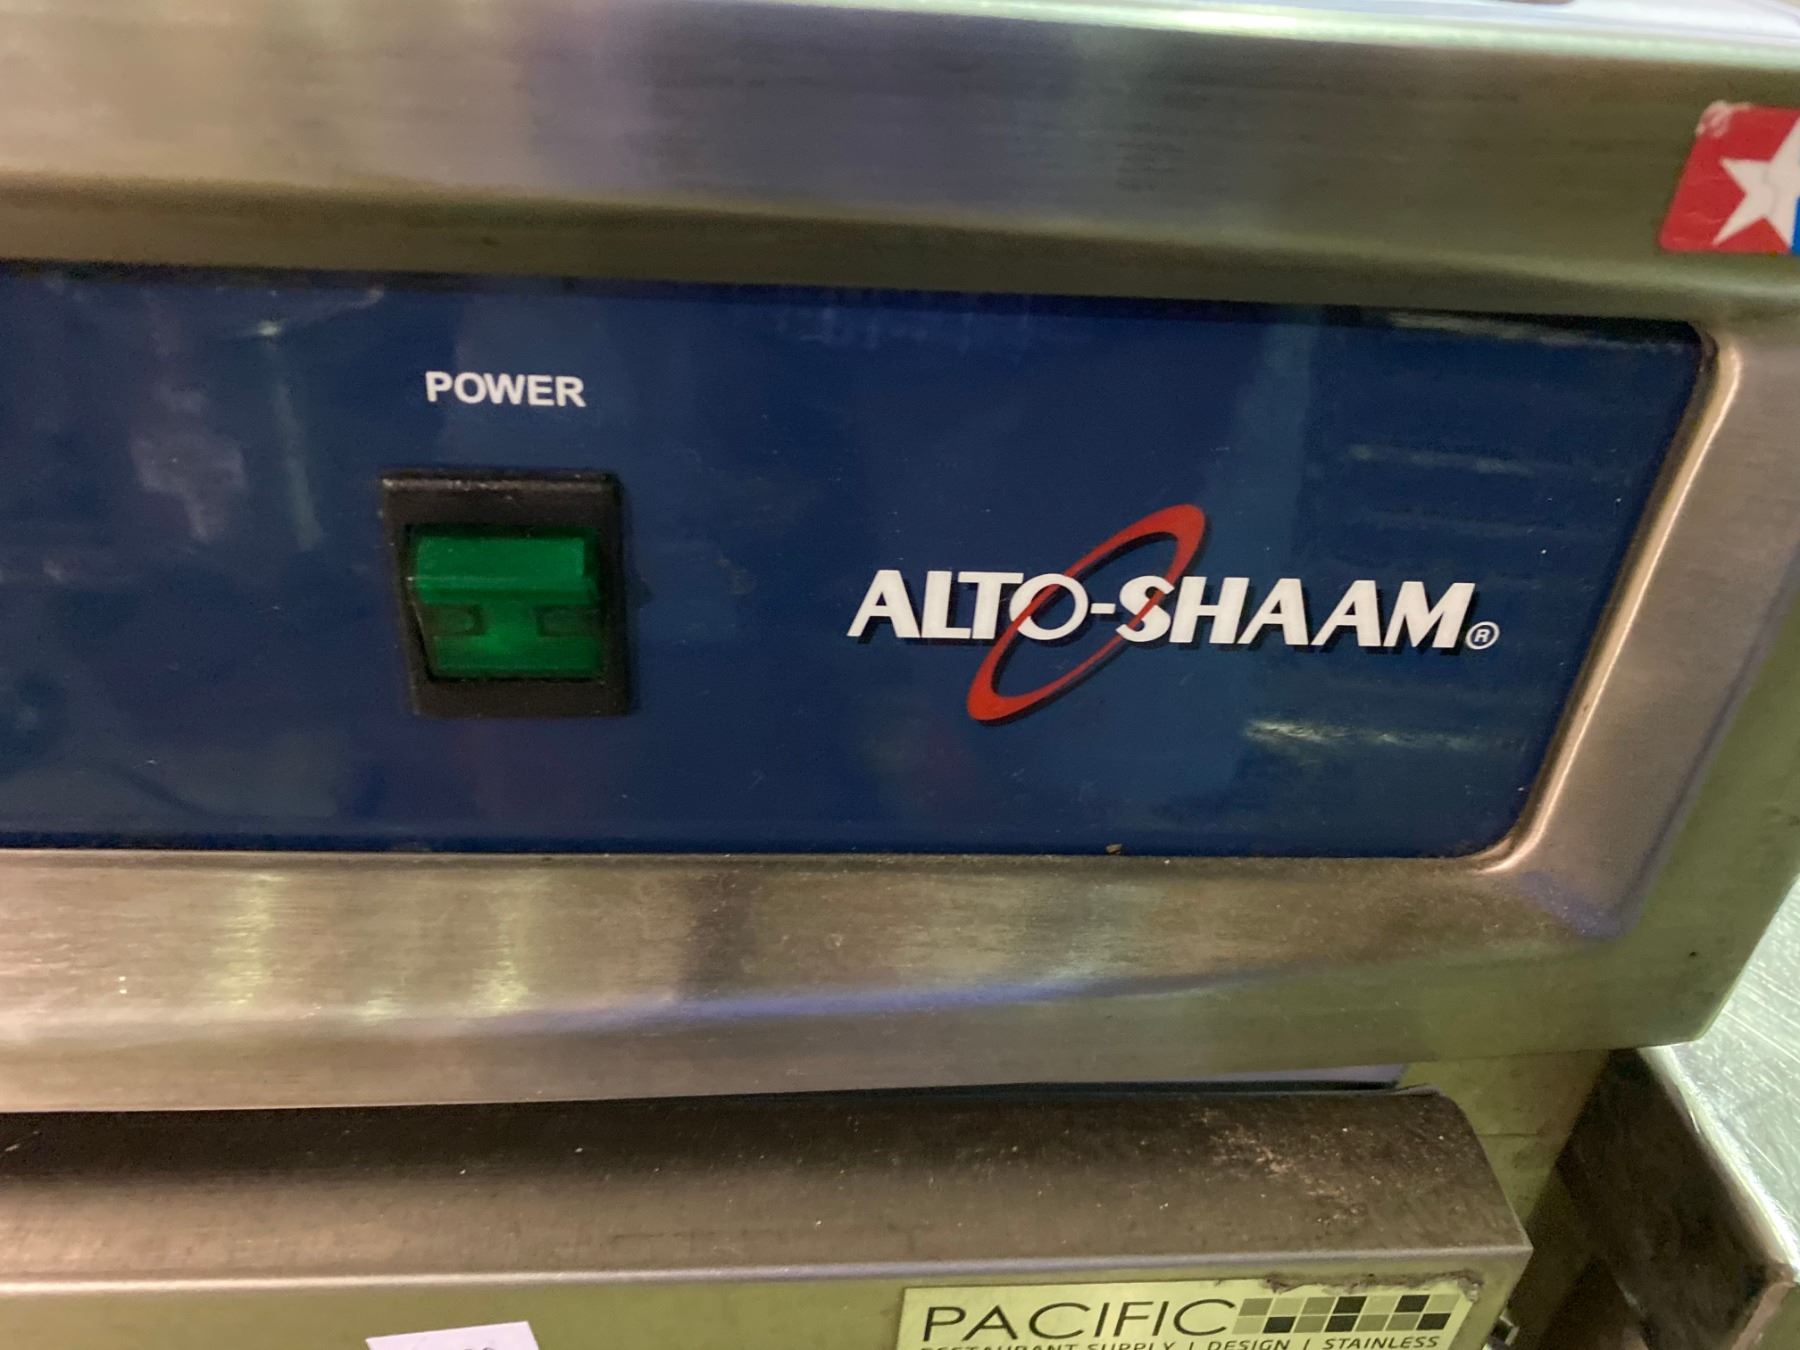 POWER
ALTO-SHAAM®
PACIFIC
RESTAURANT SUPPLY | DESIGN | STAINLESS